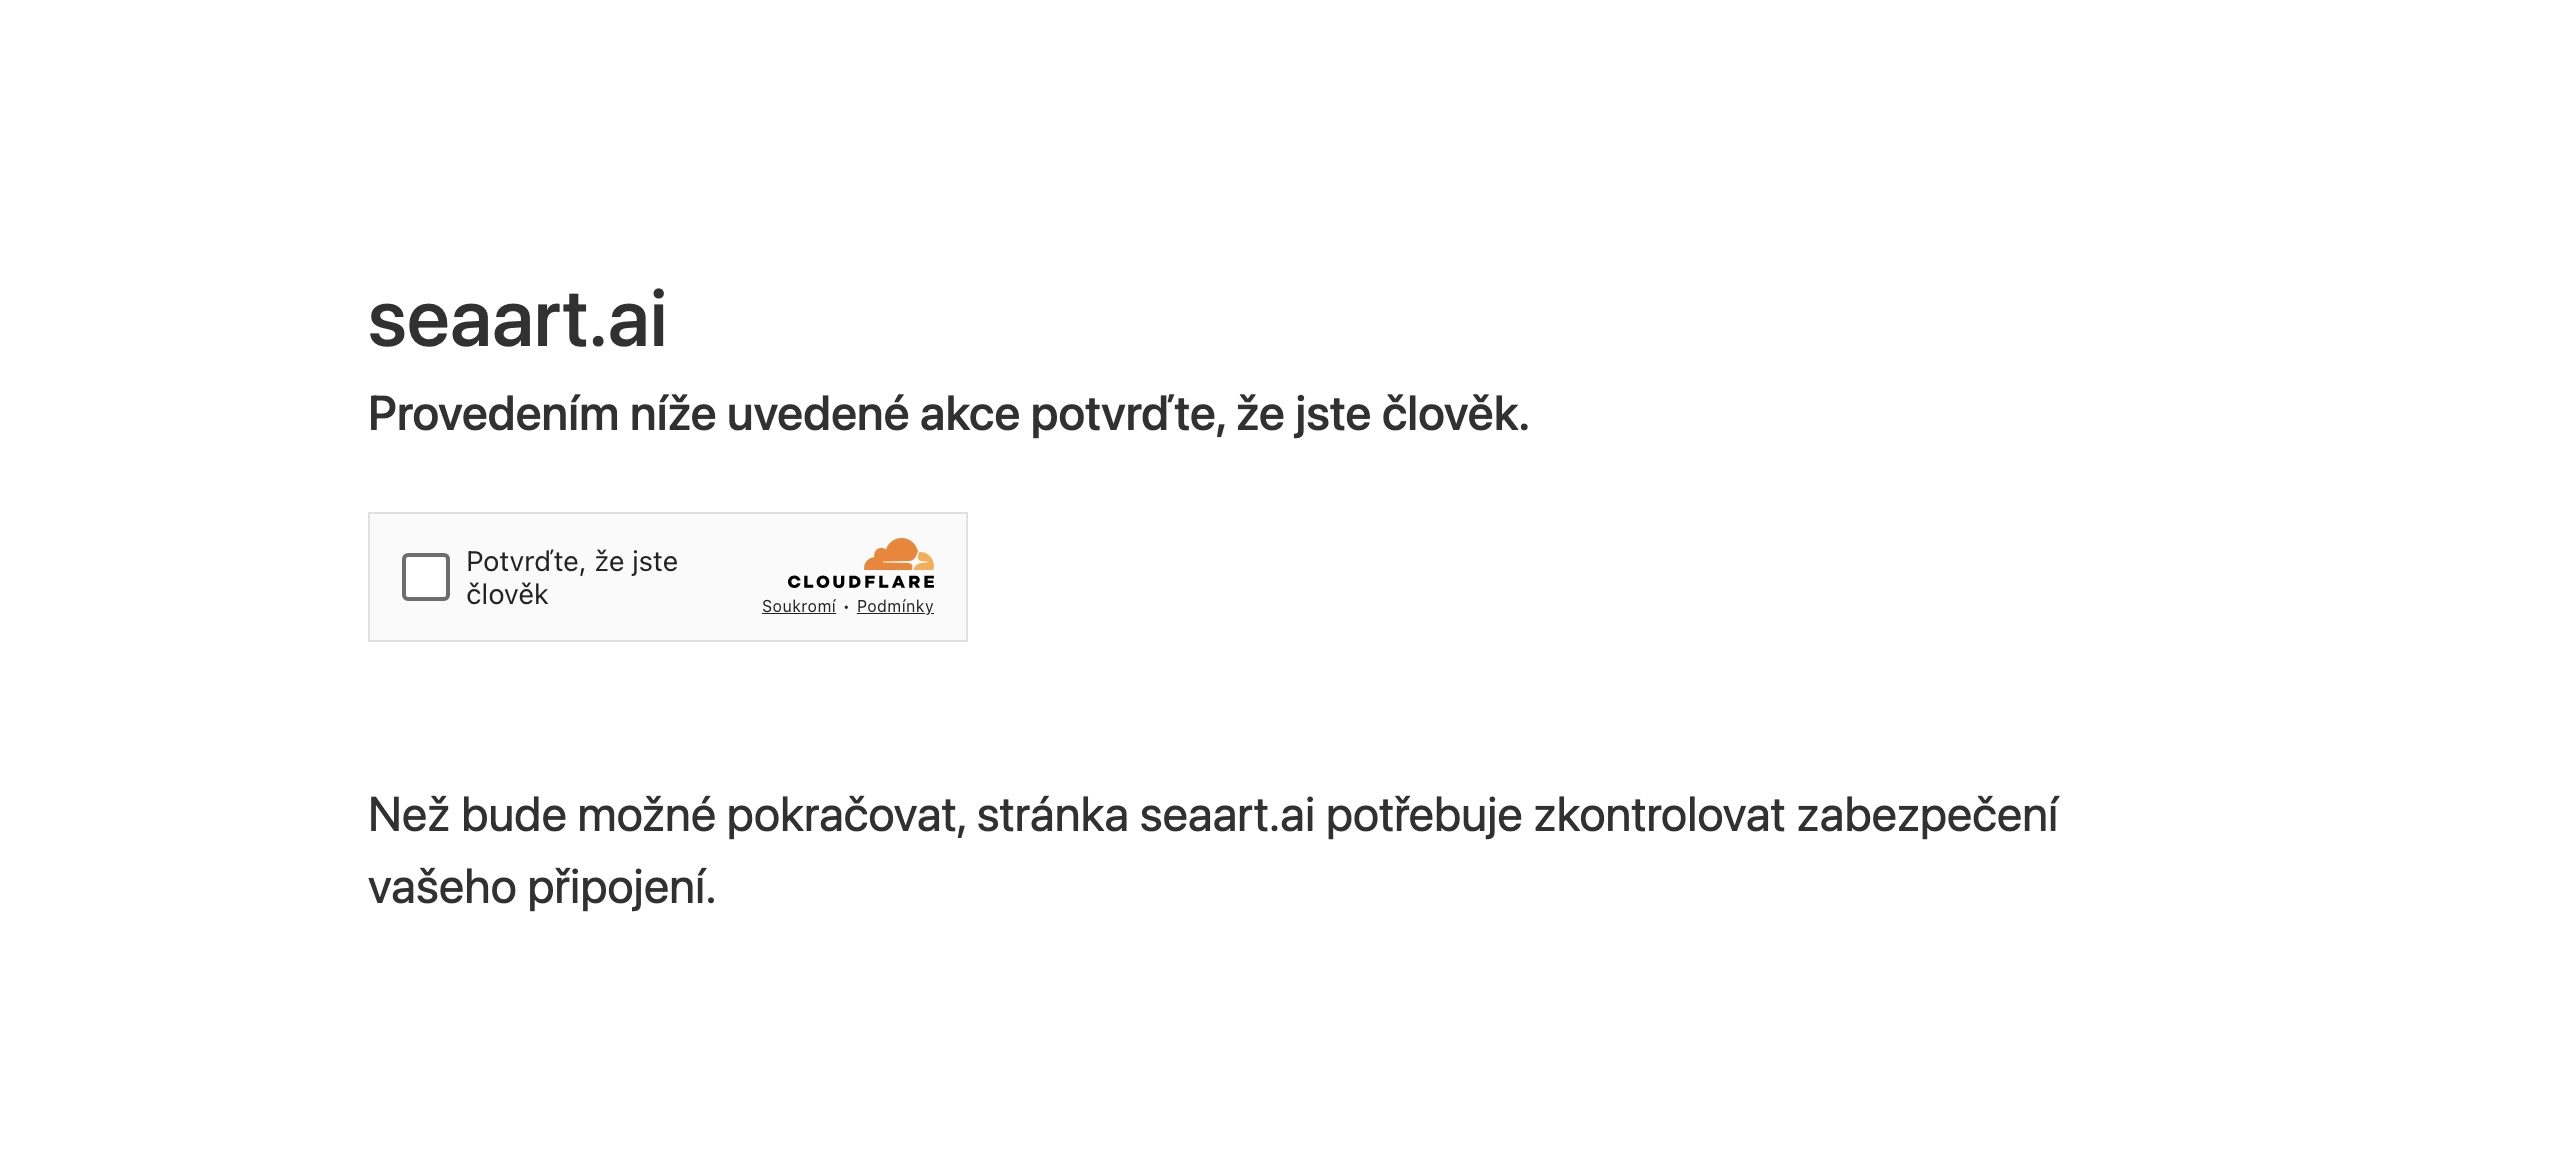 seaart.ai
Provedením níže uvedené akce potvrďte, že jste člověk.
Potvrďte, že jste
člověk
CLOUDFLARE
Soukromí • Podmínky
Než bude možné pokračovat, stránka seaart.ai potřebuje zkontrolovat zabezpečení
vašeho připojení.